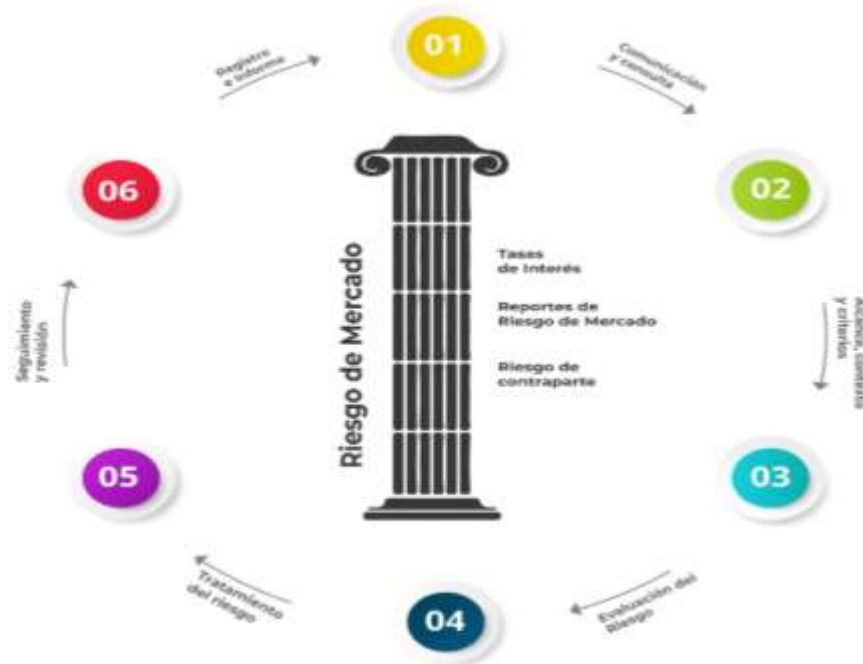 01
Comunicación
y consulta
02
Alcance, contexto
y criterios
03
Evaluación del
Riesgo
04
Tratamiento
del riesgo
05
Seguimiento
y revisión
06
Registro
e informe
Riesgo de Mercado
Tasas
de Interés
Reportes de
Riesgo de Mercado
Riesgo de
contraparte